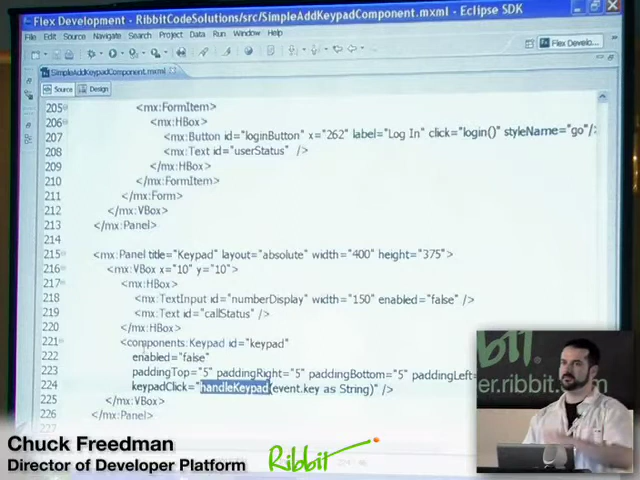 Flex Development - RibbitCodeSolutions/src/SimpleAddKeypadComponent.mxml - Eclipse SDK
File Edit Source Navigate Search Project Data Run Window Help
Flex Develo...
SimpleAddKeypadComponent.mxml
Source Design
205 <mx:FormItem>
206 <mx:HBox>
207 <mx:Button id="loginButton" x="262" label="Log In" click="login()" styleName="go"/>
208 <mx:Text id="userStatus" />
209 </mx:HBox>
210 </mx:FormItem>
211 </mx:Form>
212 </mx:VBox>
213 </mx:Panel>
214
215 <mx:Panel title="Keypad" layout="absolute" width="400" height="375">
216 <mx:VBox x="10" y="10">
217 <mx:HBox>
218 <mx:TextInput id="numberDisplay" width="150" enabled="false" />
219 <mx:Text id="callStatus" />
220 </mx:HBox>
221 <components:Keypad id="keypad"
222 enabled="false"
223 paddingTop="5" paddingRight="5" paddingBottom="5" paddingLeft=
224 keypadClick="handleKeypad(event.key as String)" />
225 </mx:VBox>
226 </mx:Panel>
227
ribbit
er.ribbit.com
Chuck Freedman
Director of Developer Platform
Ribbit